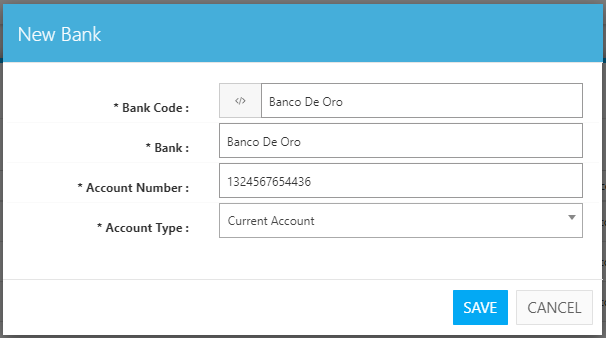 New Bank
* Bank Code : </> Banco De Oro
* Bank : Banco De Oro
* Account Number : 1324567654436
* Account Type : Current Account
SAVE CANCEL